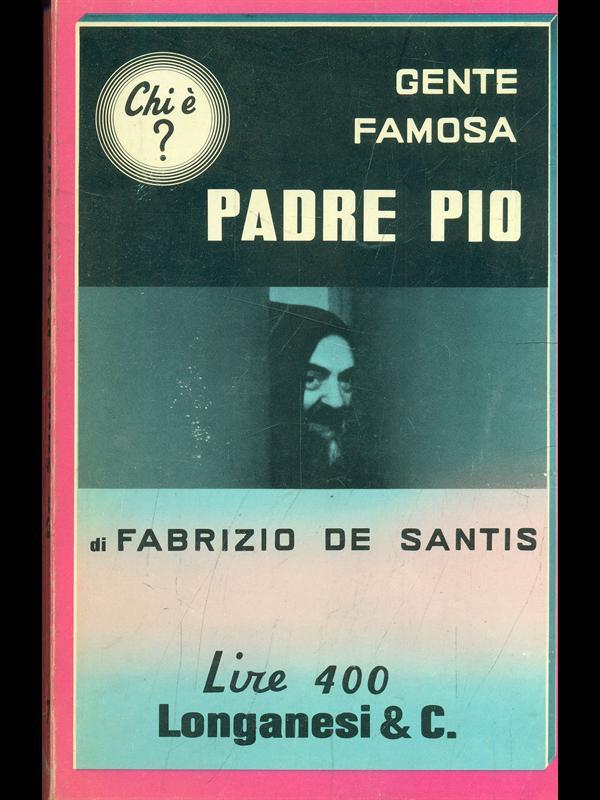 Chi è
?
GENTE
FAMOSA
PADRE PIO
di FABRIZIO DE SANTIS
Lire 400
Longanesi & C.